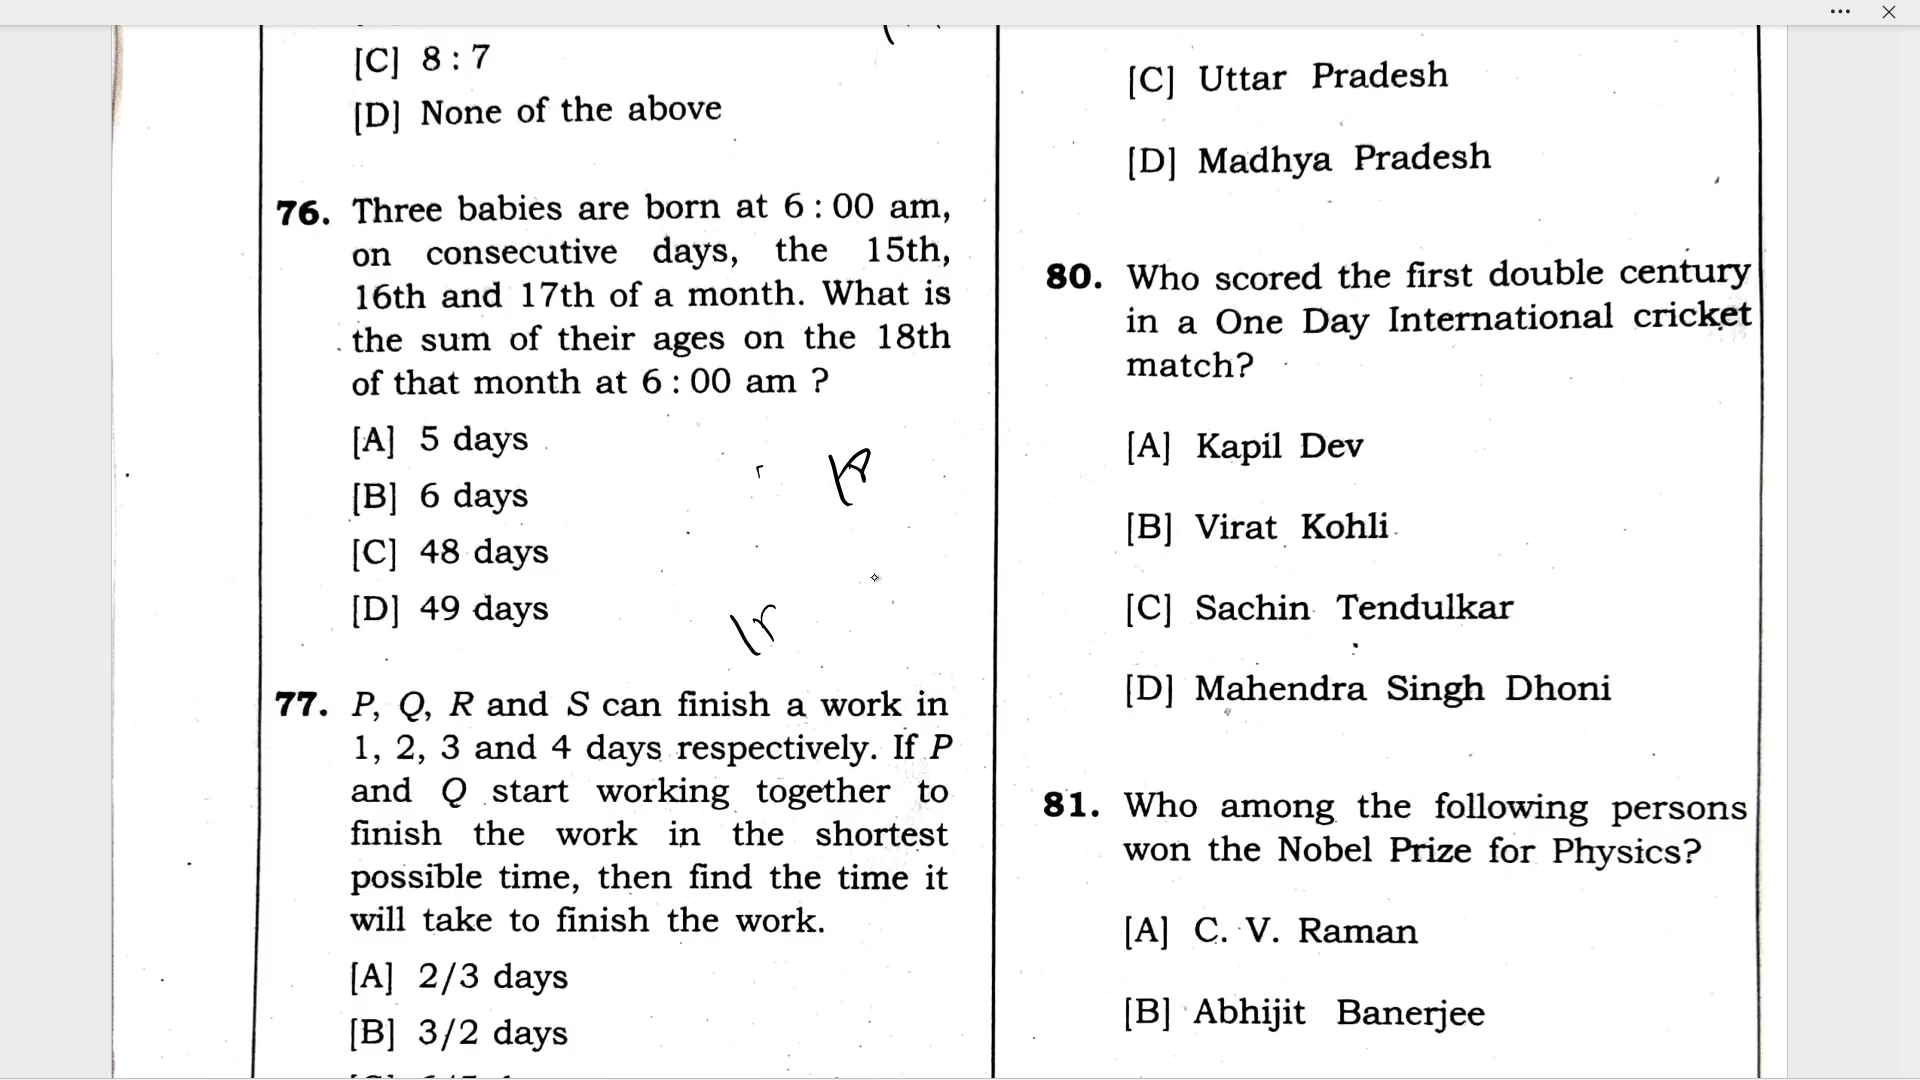 [C] 8 : 7
[D] None of the above
76. Three babies are born at 6 : 00 am,
on consecutive days, the 15th,
16th and 17th of a month. What is
the sum of their ages on the 18th
of that month at 6 : 00 am ?
[A] 5 days
[B] 6 days
[C] 48 days
[D] 49 days
77. P, Q, R and S can finish a work in
1, 2, 3 and 4 days respectively. If P
and Q start working together to
finish the work in the shortest
possible time, then find the time it
will take to finish the work.
[A] 2/3 days
[B] 3/2 days
[C] Uttar Pradesh
[D] Madhya Pradesh
80. Who scored the first double century
in a One Day International cricket
match?
[A] Kapil Dev
[B] Virat Kohli
[C] Sachin Tendulkar
[D] Mahendra Singh Dhoni
81. Who among the following persons
won the Nobel Prize for Physics?
[A] C. V. Raman
[B] Abhijit Banerjee